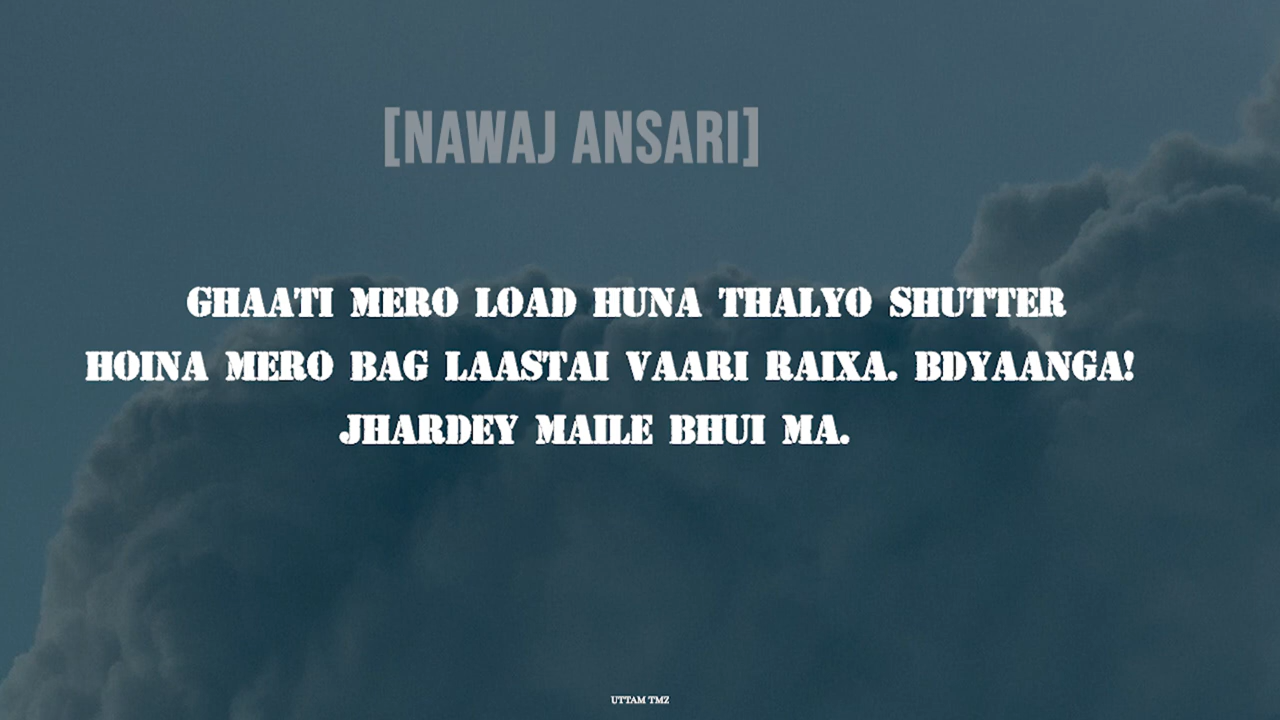 [NAWAJ ANSARI]
GHAATI MERO LOAD HUNA THALYO SHUTTER
HOINA MERO BAG LAASTAI VAARI RAIXA. BDYAANGA!
JHARDEY MAILE BHUI MA.
UTTAM TMZ